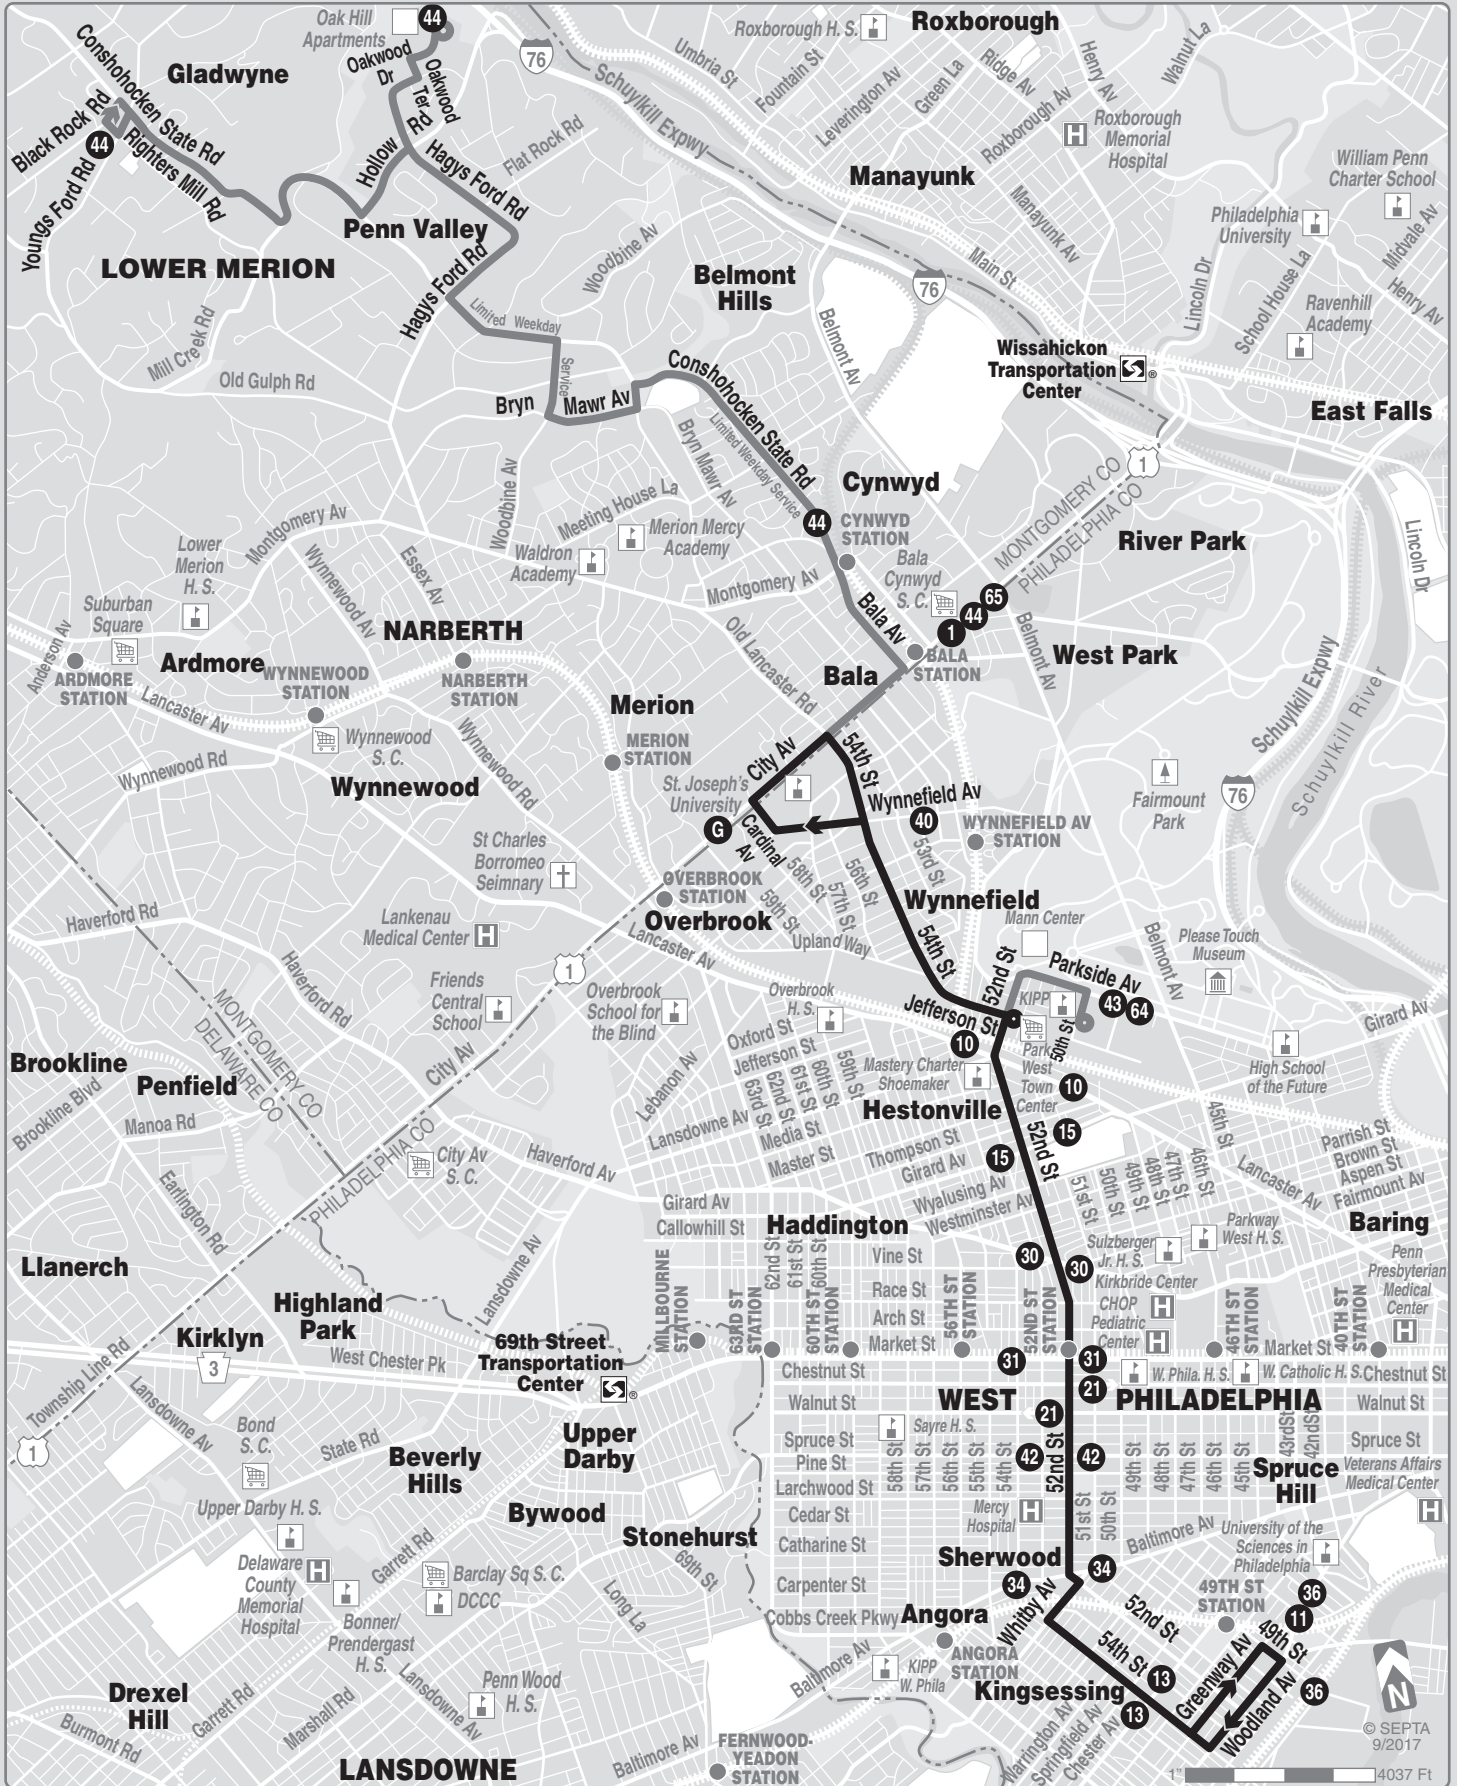 Oak Hill
Apartments
44
Oakwood
Dr
Oakwood
Ter
Rd
76
Roxborough H. S.
Roxborough
Conshohocken State Rd
Gladwyne
Umbria St
Fountain St
Leverington Av
Green La
Ridge Av
Henry Av
Walnut La
Schuylkill Expwy
Black Rock Rd
44
Righters Mill Rd
Youngs Ford Rd
Hollow
Hagys Ford Rd
Flat Rock Rd
Roxborough Av
Roxborough
Memorial
Hospital
Manayunk
William Penn
Charter School
Philadelphia
University
Midvale Av
Penn Valley
LOWER MERION
Hagys Ford Rd
Woodbine Av
Belmont
Hills
Manayunk Av
Main St
76
Lincoln Dr
School House La
Ravenhill
Academy
Henry Av
Mill Creek Rd
Old Gulph Rd
Limited Weekday
Service
Bryn
Mawr Av
Conshohocken State Rd
Limited Weekday Service
Belmont Av
Wissahickon
Transportation
Center
®
East Falls
Bryn Mawr Av
1
Woodbine Av
Meeting House La
Merion Mercy
Academy
Waldron
Academy
44
Cynwyd
CYNWYD
STATION
MONTGOMERY CO
PHILADELPHIA CO
River Park
Lincoln Dr
Montgomery Av
Lower
Merion
H. S.
Wynnewood Av
Essex Av
Montgomery Av
Bala
Cynwyd
S. C.
65
44
1
Suburban
Square
NARBERTH
Old Lancaster Rd
Bala Av
BALA
STATION
Belmont Av
West Park
Anderson Av
ARDMORE
STATION
Ardmore
WYNNEWOOD
STATION
NARBERTH
STATION
Lancaster Av
Merion
Bala
Schuylkill Expwy
Schuylkill River
Wynnewood
S. C.
Wynnewood Rd
Wynnewood
Wynnewood Rd
MERION
STATION
City Av
54th St
St. Joseph's
University
G
Cardinal
Av
Wynnefield Av
40
WYNNEFIELD AV
STATION
Fairmount
Park
76
53rd St
St Charles
Borromeo
Seimnary
OVERBROOK
STATION
Overbrook
59th St
58th St
57th St
56th St
Upland Way
Wynnefield
54th St
Mann Center
Haverford Rd
Lankenau
Medical Center
Lancaster Av
1
Friends
Central
School
Haverford Rd
Overbrook
School for
the Blind
Overbrook
H. S.
52nd St
Parkside Av
KIPP
43
64
Belmont Av
Please Touch
Museum
Girard Av
Jefferson St
10
Park
West
Town
Center
50th St
10
15
High School
of the Future
MONTGOMERY CO
DELAWARE CO
Brookline
Penfield
Brookline Blvd
Manoa Rd
City Av
Lebanon Av
Oxford St
Jefferson St
63rd St
62nd St
61st St
60th St
59th St
Media St
Master St
Lansdowne Av
Mastery Charter
Shoemaker
Hestonville
52nd St
Thompson St
Girard Av
15
Wyalusing Av
Westminster Av
45th St
46th St
47th St
48th St
49th St
50th St
51st St
Lancaster Av
Parrish St
Brown St
Aspen St
Fairmount Av
Baring
PHILADELPHIA CO
City Av
S. C.
Haverford Av
Earlington Rd
Girard Av
Callowhill St
Haddington
62nd St
61st St
60th St
Vine St
Race St
Arch St
Market St
30
30
Sulzberger
Jr. H. S.
Parkway
West H. S.
Kirkbride Center
CHOP
Pediatric
Center
Penn
Presbyterian
Medical
Center
Llanerch
Lansdowne Av
Highland
Park
Kirklyn
3
West Chester Pk
69th Street
Transportation
Center
®
MILLBOURNE
STATION
63RD ST
STATION
60TH ST
STATION
56TH ST
STATION
52ND ST
STATION
46TH ST
STATION
40TH ST
STATION
Market St
Township Line Rd
1
Chestnut St
31
31
21
W. Phila. H. S.
W. Catholic H. S.
Chestnut St
Walnut St
WEST
PHILADELPHIA
Walnut St
Lansdowne Av
Bond
S. C.
State Rd
Beverly
Hills
Upper
Darby
Sayre H. S.
21
Spruce St
Pine St
Larchwood St
58th St
57th St
56th St
55th St
54th St
42
52nd St
42
49th St
48th St
47th St
46th St
45th St
43rd St
42nd St
Spruce St
Spruce
Hill
Veterans Affairs
Medical Center
Upper Darby H. S.
Bywood
Stonehurst
69th St
Cedar St
Catharine St
Mercy
Hospital
51st St
50th St
Baltimore Av
University of the
Sciences in
Philadelphia
Garrett Rd
Delaware
County
Memorial
Hospital
Bonner/
Prendergast
H. S.
Barclay Sq S. C.
DCCC
Long La
Carpenter St
Cobbs Creek Pkwy
Sherwood
34
34
Angora
Whitby Av
ANGORA
STATION
52nd St
54th St
13
49TH ST
STATION
36
11
49th St
Greenway Av
Woodland Av
36
Baltimore Av
KIPP
W. Phila
Kingsessing
13
Warrington Av
Springfield Av
Chester Av
Drexel
Hill
Burmont Rd
Garrett Rd
Marshall Rd
Lansdowne Av
Penn Wood
H. S.
LANSDOWNE
Baltimore Av
FERNWOOD-
YEADON
STATION
N
© SEPTA
9/2017
1"
4037 Ft